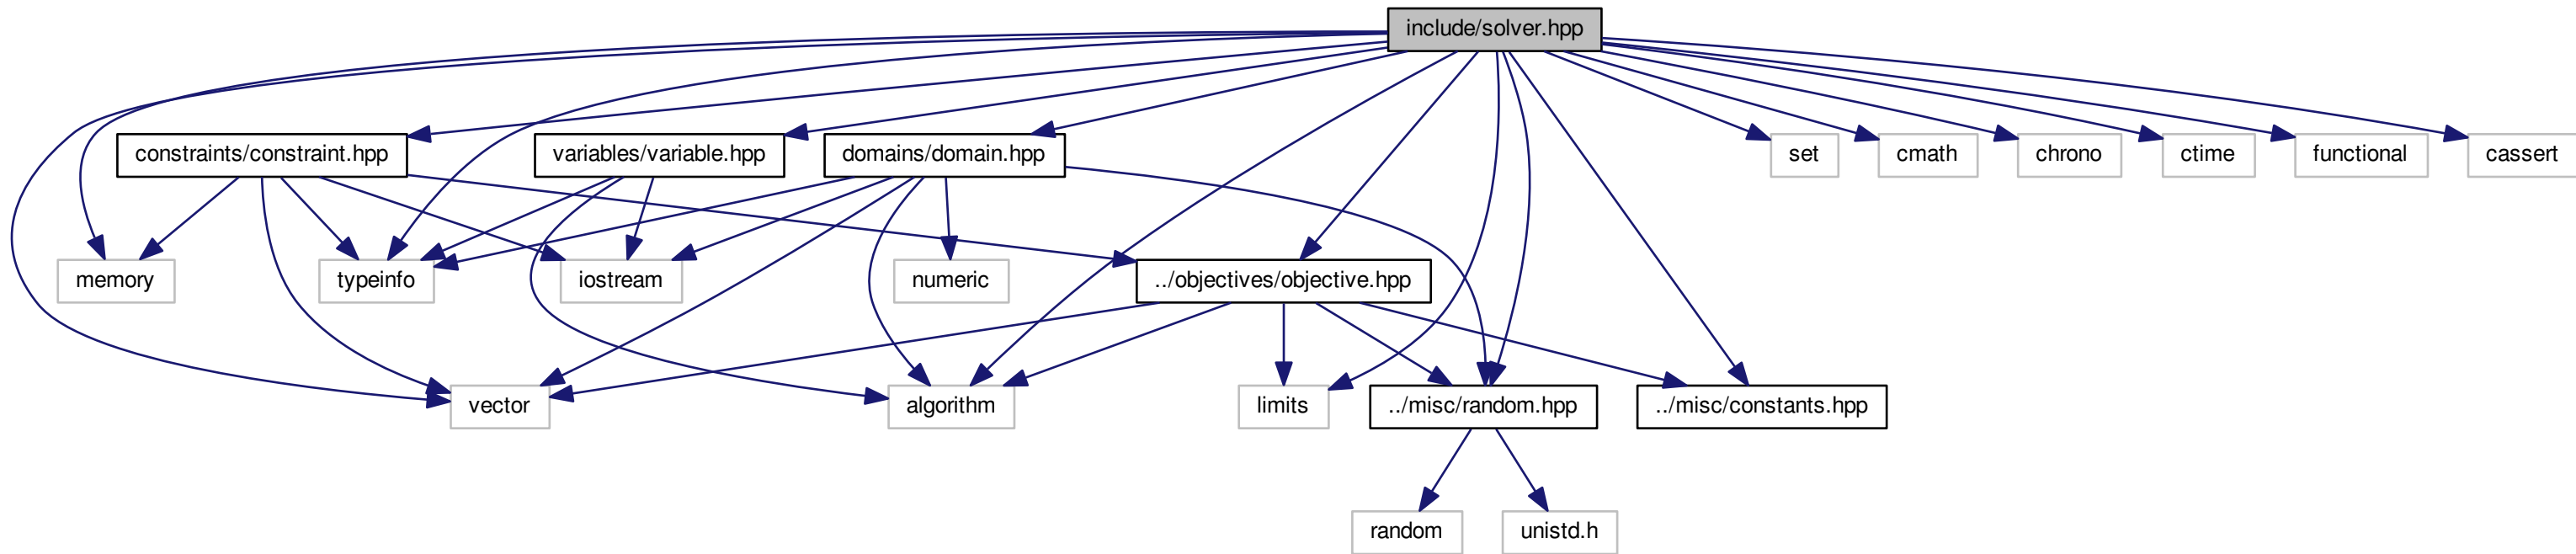 include/solver.hpp
constraints/constraint.hpp
variables/variable.hpp
domains/domain.hpp
set
cmath
chrono
ctime
functional
cassert
memory
typeinfo
iostream
numeric
../objectives/objective.hpp
vector
algorithm
limits
../misc/random.hpp
../misc/constants.hpp
random
unistd.h